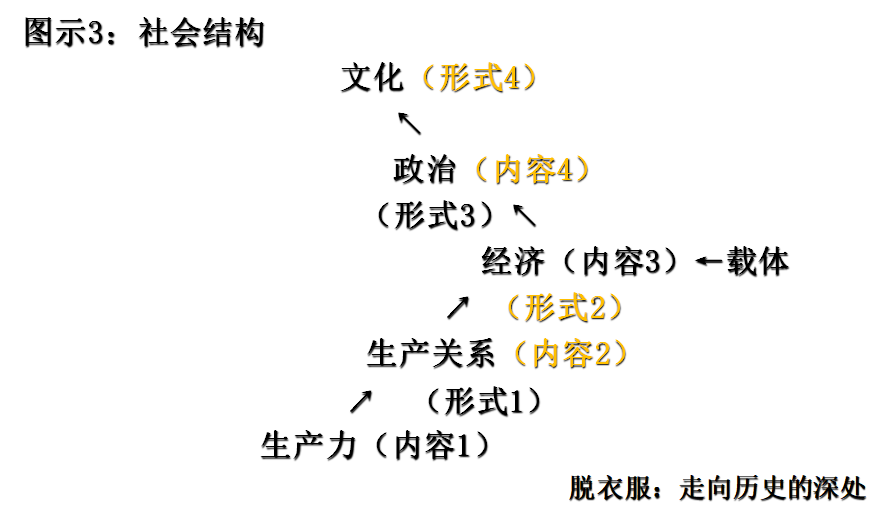 图示3：社会结构
文化（形式4）
↖
政治（内容4）
（形式3）↖
经济（内容3）←载体
↗ （形式2）
生产关系（内容2）
↗ （形式1）
生产力（内容1）
脱衣服：走向历史的深处